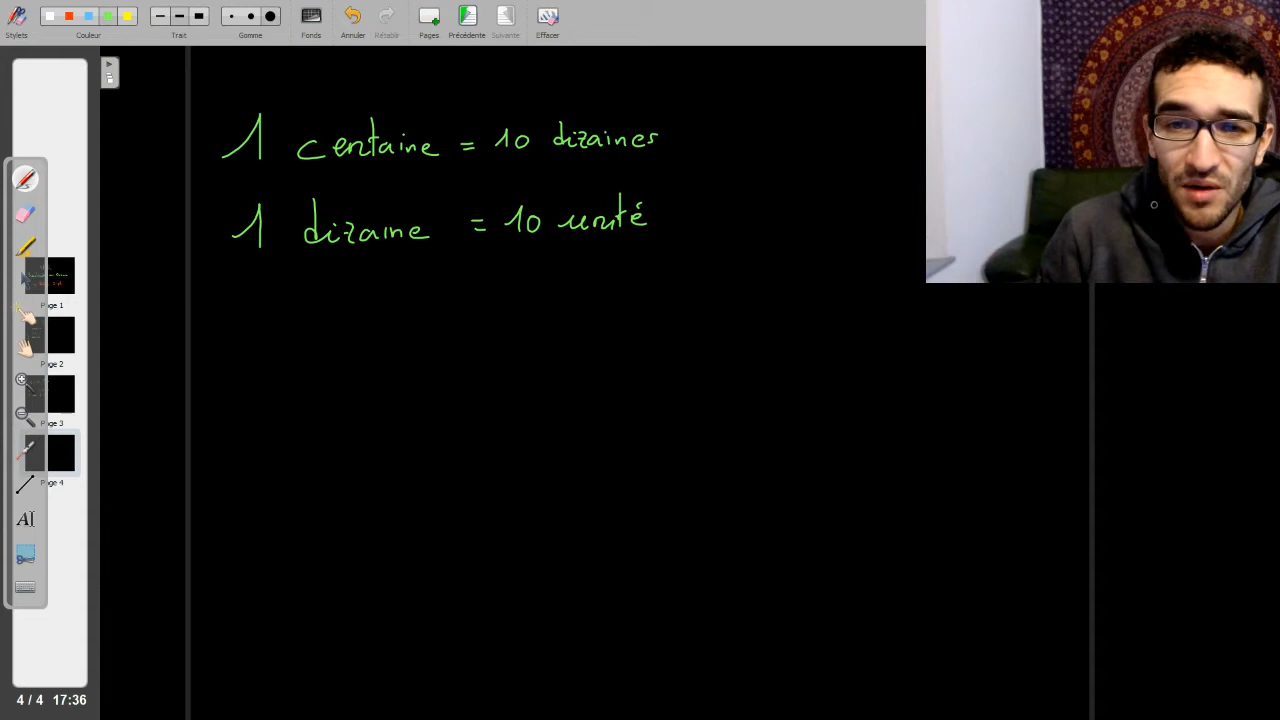 Stylets Couleur Trait Gomme Fonds Annuler Rétablir Pages Précédente Suivante Effacer
1 centaine = 10 dizaines
1 dizaine = 10 unité
Page 1
Page 2
Page 3
Page 4
4 / 4 17:36